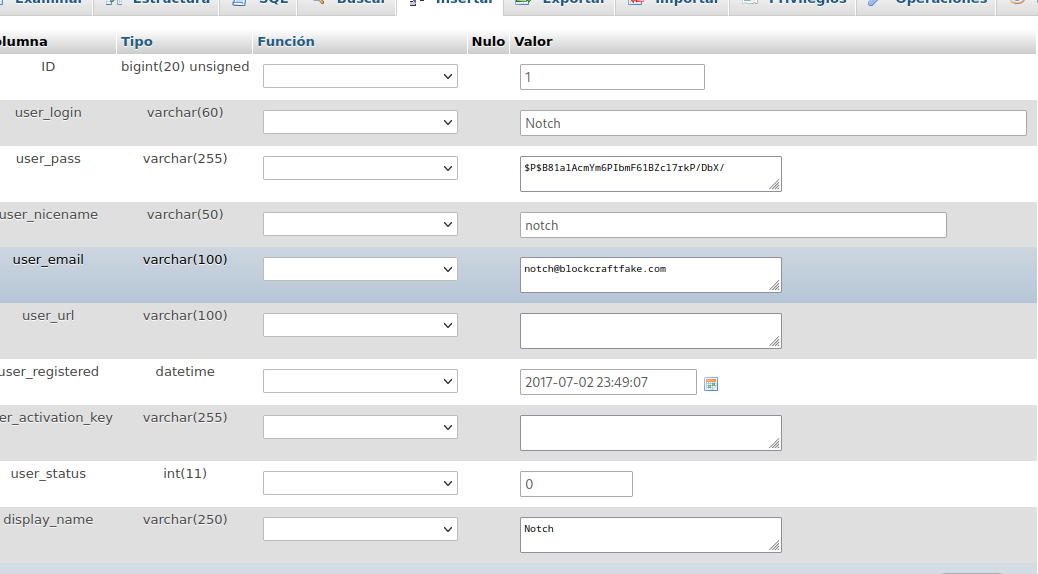 Examinar Estructura SQL Buscar Insertar Exportar Importar Privilegios Operaciones
olumna Tipo Función Nulo Valor
ID bigint(20) unsigned 1
user_login varchar(60) Notch
user_pass varchar(255) $P$B81alAcmYm6PIbmF61BZcl7rkP/DbX/
user_nicename varchar(50) notch
user_email varchar(100) notch@blockcraftfake.com
user_url varchar(100)
user_registered datetime 2017-07-02 23:49:07
er_activation_key varchar(255)
user_status int(11) 0
display_name varchar(250) Notch